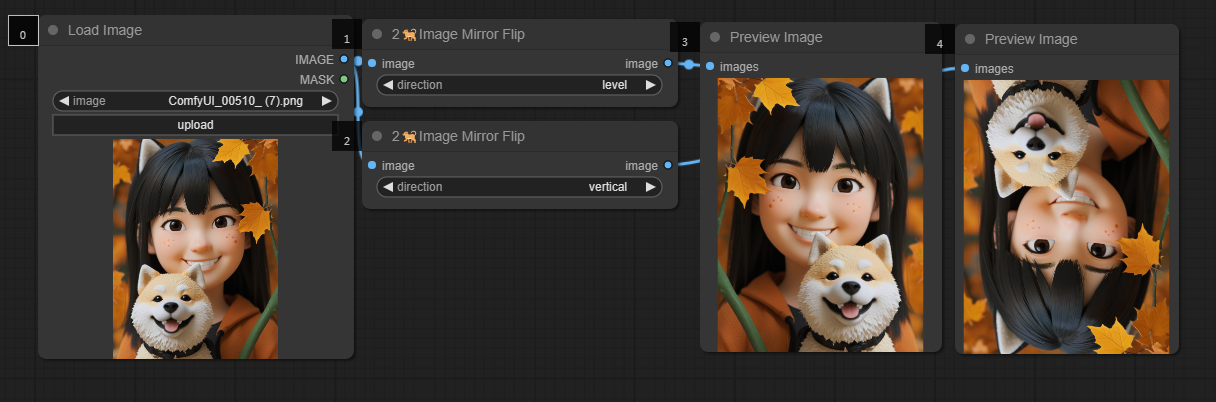 0
Load Image
IMAGE
MASK
image ComfyUI_00510_ (7).png
upload
1
2🐕Image Mirror Flip
image image
direction level
2
2🐕Image Mirror Flip
image image
direction vertical
3
Preview Image
images
4
Preview Image
images